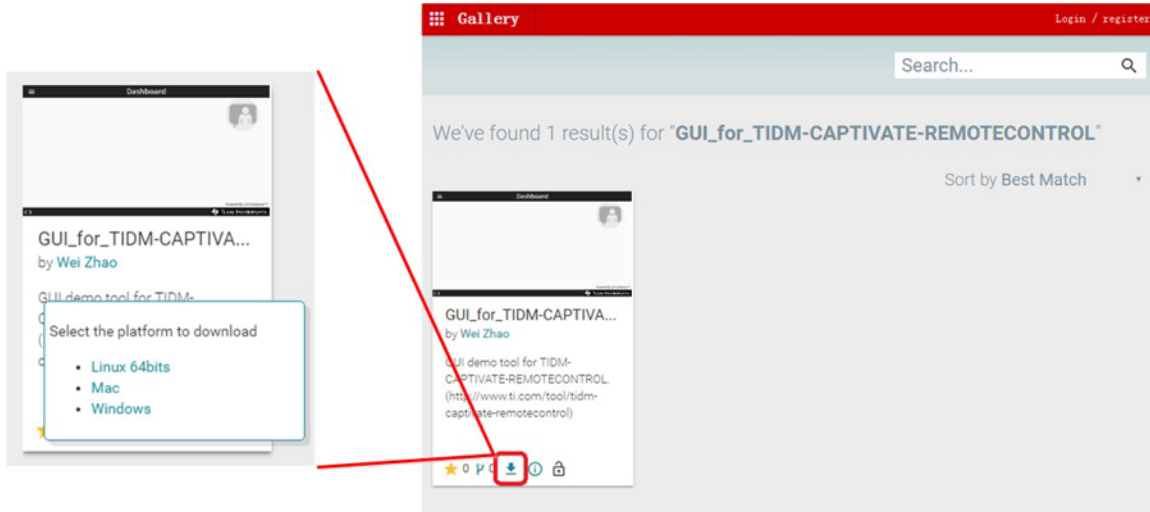 Dashboard
GUI_for_TIDM-CAPTIVA...
by Wei Zhao
GUI demo tool for TIDM-
Select the platform to download
• Linux 64bits
• Mac
• Windows
Gallery
Login / register
Search...
We've found 1 result(s) for "GUI_for_TIDM-CAPTIVATE-REMOTECONTROL"
Sort by Best Match
Dashboard
GUI_for_TIDM-CAPTIVA...
by Wei Zhao
GUI demo tool for TIDM-
CAPTIVATE-REMOTECONTROL.
(http://www.ti.com/tool/tidm-
captivate-remotecontrol)
0